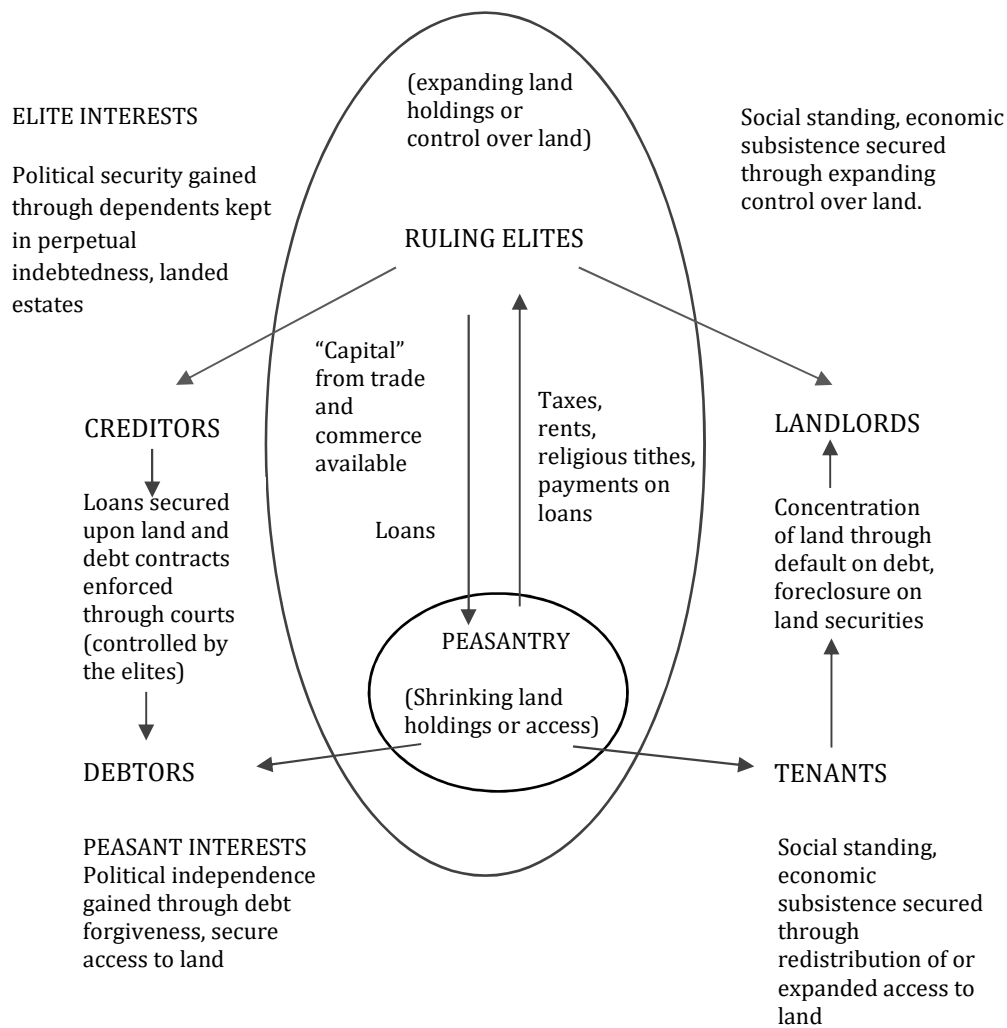 (expanding land
holdings or
control over land)
ELITE INTERESTS
Political security gained
through dependents kept
in perpetual
indebtedness, landed
estates
Social standing, economic
subsistence secured
through expanding
control over land.
RULING ELITES
“Capital”
from trade
and
commerce
available
Loans
Taxes,
rents,
religious tithes,
payments on
loans
CREDITORS
Loans secured
upon land and
debt contracts
enforced
through courts
(controlled by
the elites)
LANDLORDS
Concentration
of land through
default on debt,
foreclosure on
land securities
PEASANTRY
(Shrinking land
holdings or access)
DEBTORS
TENANTS
PEASANT INTERESTS
Political independence
gained through debt
forgiveness, secure
access to land
Social standing,
economic
subsistence secured
through
redistribution of or
expanded access to
land